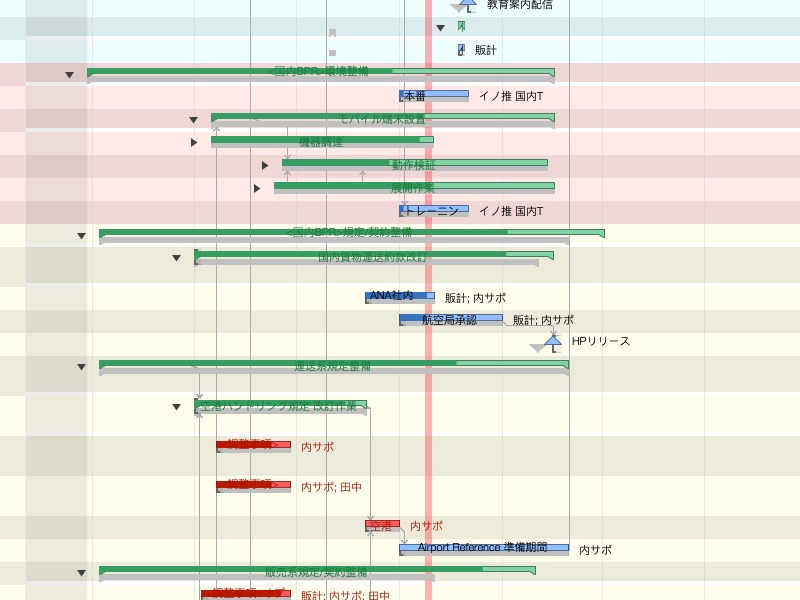 教育案内配信
販計
<国内BPR>環境整備
本番 イノ推 国内T
モバイル端末設置
機器調達
動作検証
展開作業
トレーニン イノ推 国内T
<国内BPR>規定/契約整備
国内貨物運送約款改訂
ANA社内 販計; 内サポ
航空局承認 販計; 内サポ
HPリリース
運送系規定整備
空港ハンドリング規定 改訂作業
<調整事項> 内サポ
<調整事項> 内サポ; 田中
空港 内サポ
Airport Reference 準備期間 内サポ
販売系規定/契約整備
販計; 内サポ; 田中